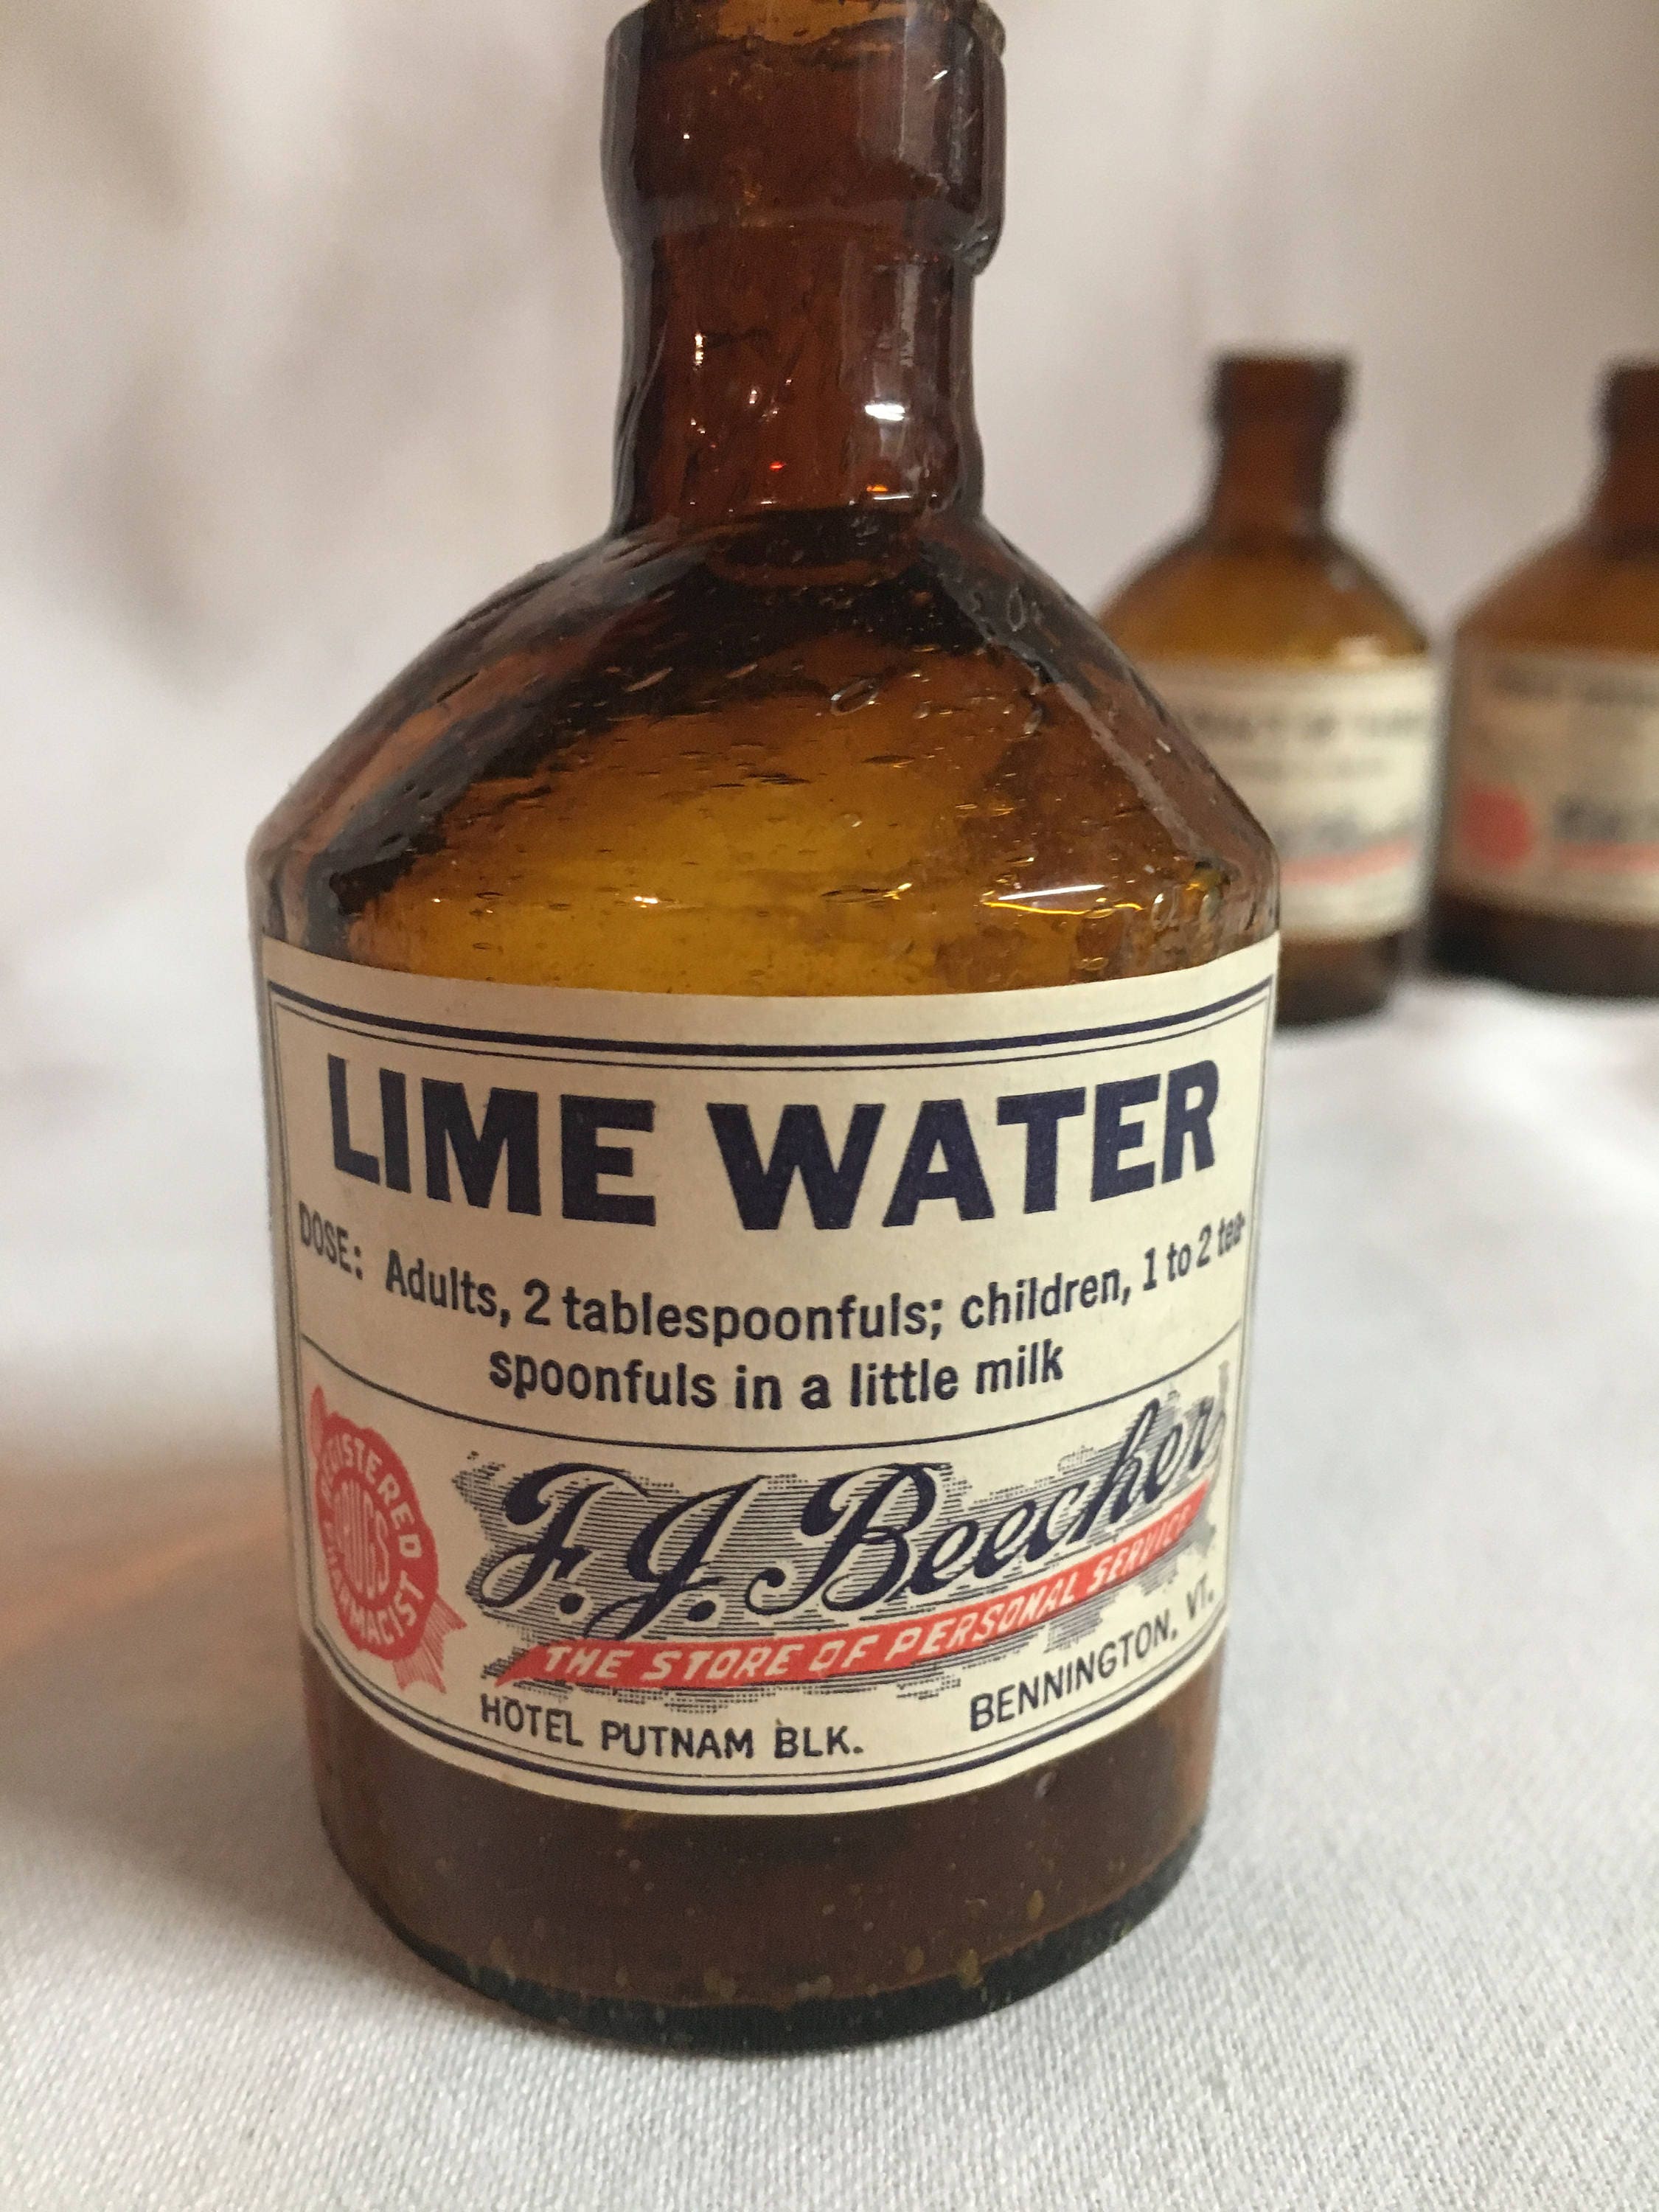 LIME WATER
DOSE: Adults, 2 tablespoonfuls; children, 1 to 2 tea-
spoonfuls in a little milk
REGISTERED
DRUGS
PHARMACIST
F. J. Beecher
THE STORE OF PERSONAL SERVICE
HOTEL PUTNAM BLK. BENNINGTON, VT.